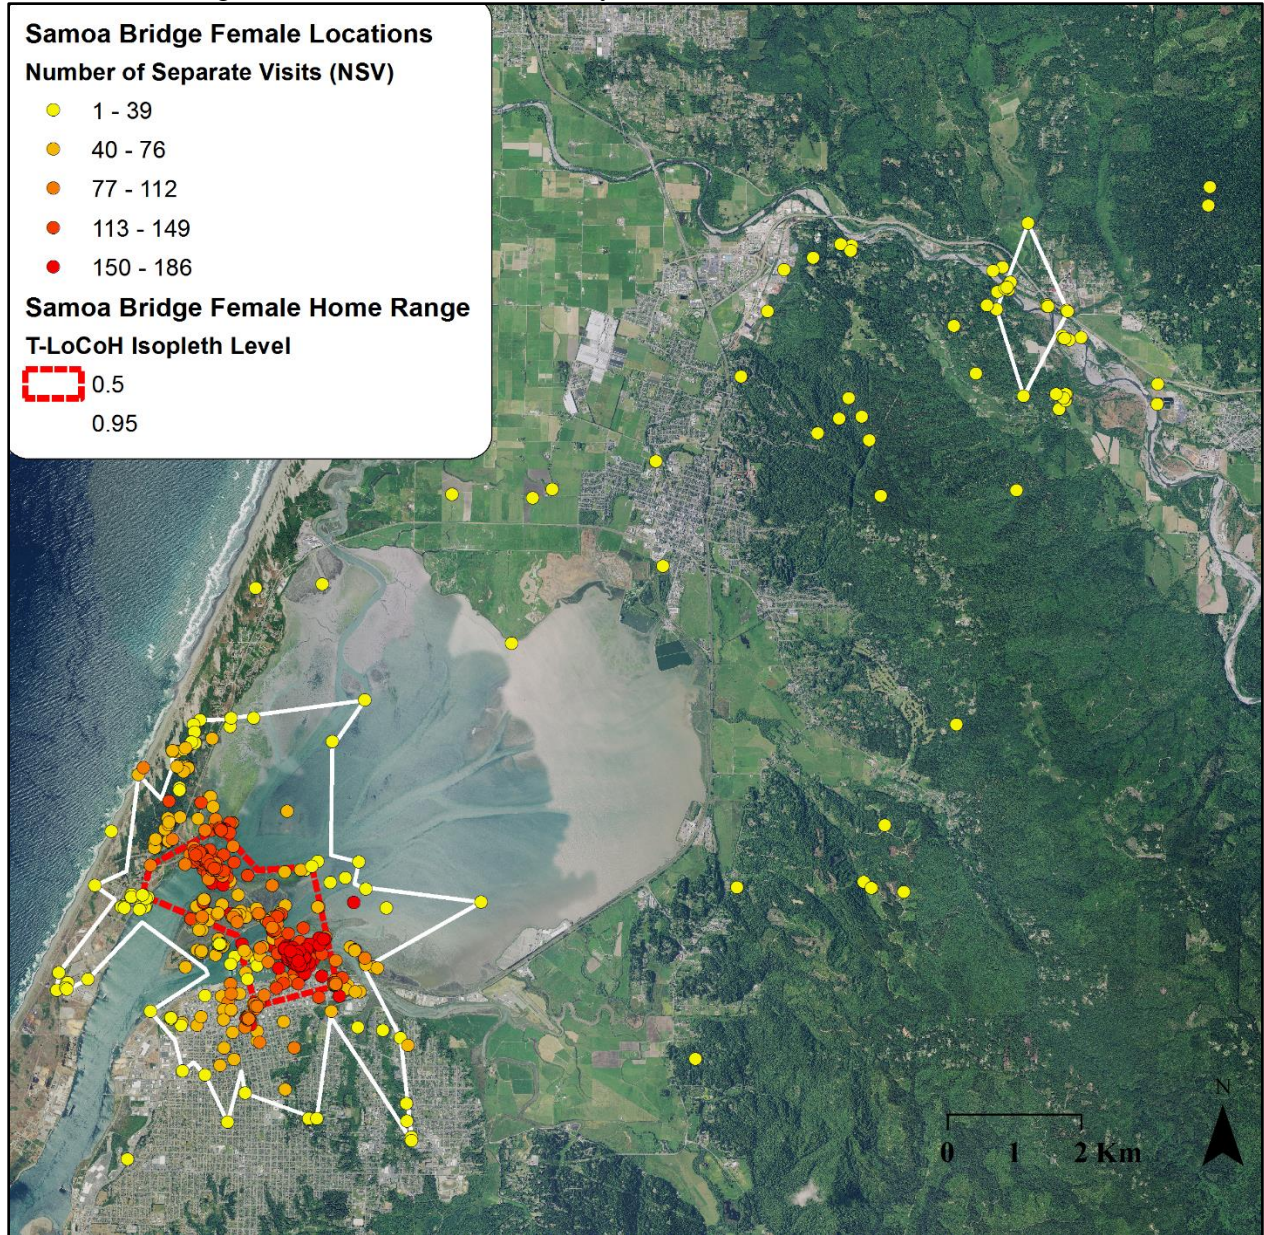 Samoa Bridge Female Locations
Number of Separate Visits (NSV)
1 - 39
40 - 76
77 - 112
113 - 149
150 - 186
Samoa Bridge Female Home Range
T-LoCoH Isopleth Level
0.5
0.95
N
0 1 2 Km